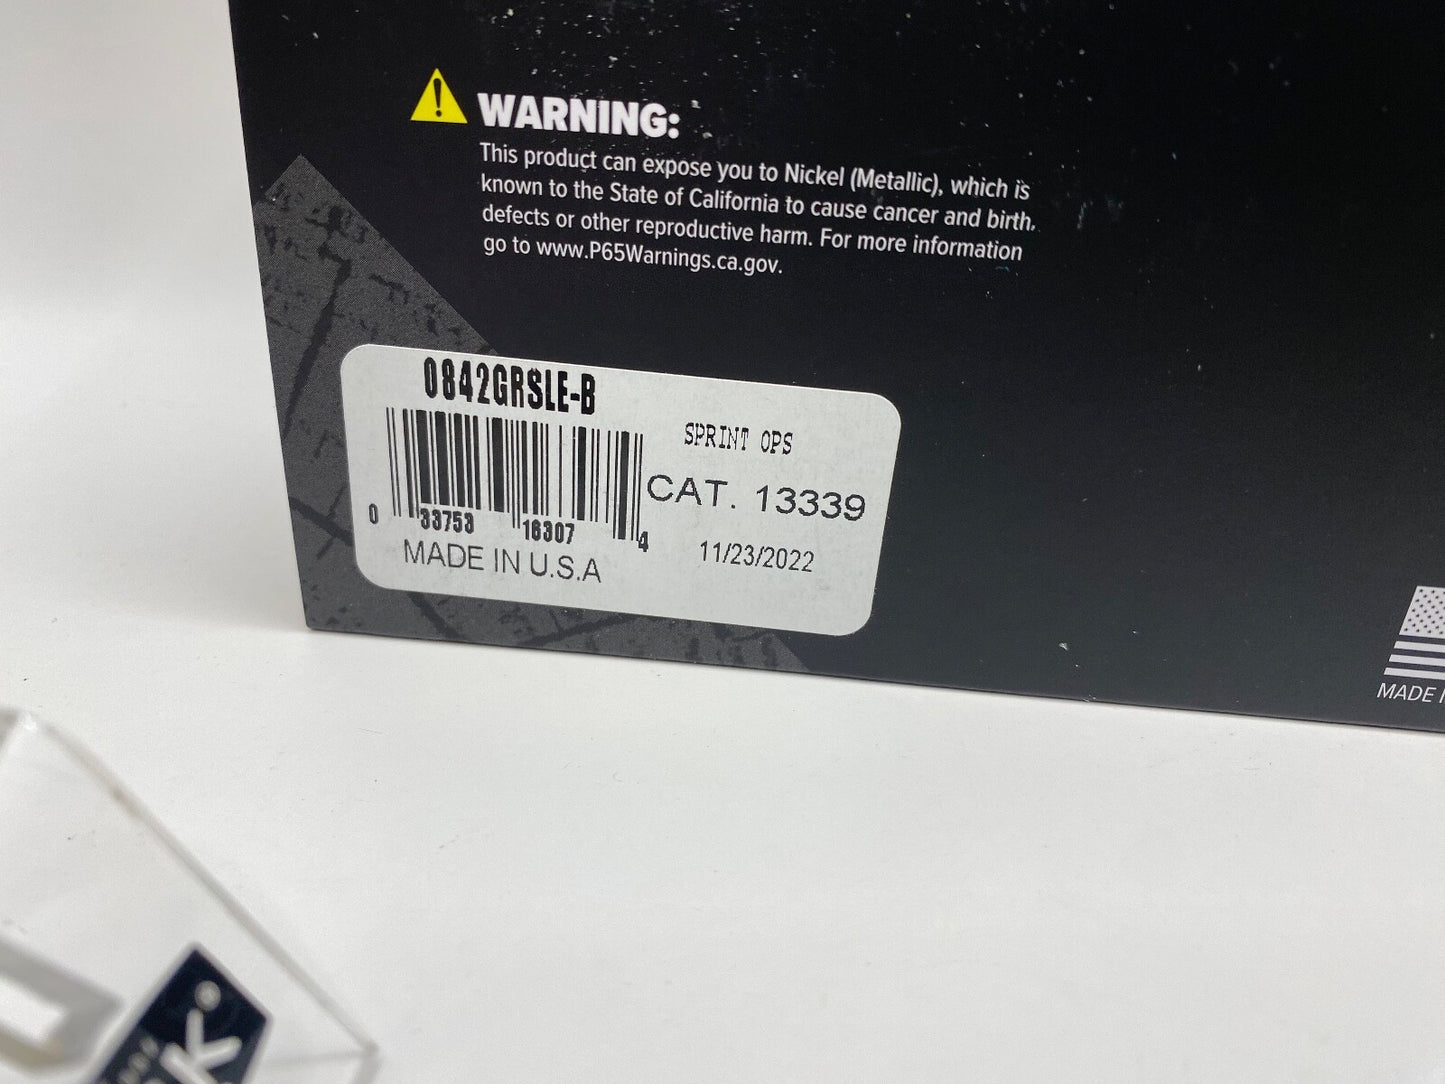 WARNING:
This product can expose you to Nickel (Metallic), which is
known to the State of California to cause cancer and birth
defects or other reproductive harm. For more information
go to www.P65Warnings.ca.gov.
0842GRSLE-B
SPRINT OPS
CAT. 13339
0 33753 16307 4
11/23/2022
MADE IN U.S.A
MADE